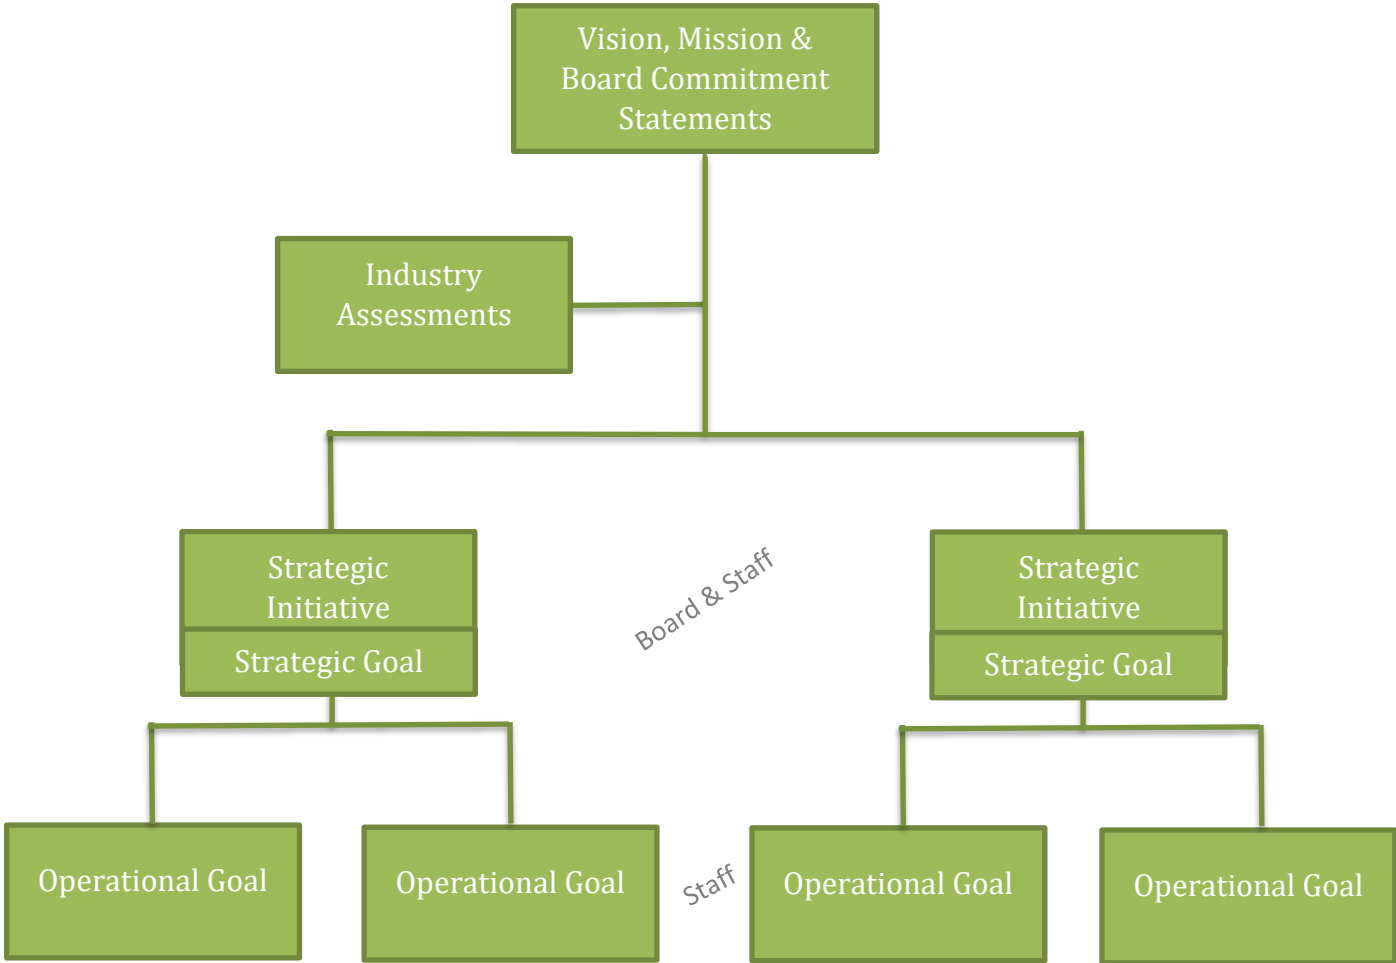 Vision, Mission &
Board Commitment
Statements
Industry
Assessments
Strategic
Initiative
Strategic Goal
Board & Staff
Strategic
Initiative
Strategic Goal
Operational Goal
Operational Goal
Staff
Operational Goal
Operational Goal